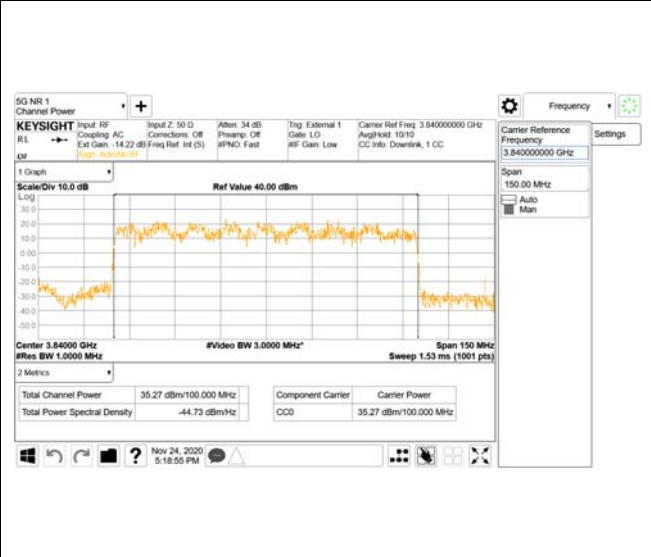 5G NR 1
Channel Power
Frequency
KEYSIGHT
Input: RF
Input Z: 50 Ω
Atten: 34 dB
Trig: External 1
Carrier Ref Freq: 3.840000000 GHz
RL
Coupling: AC
Corrections: Off
Preamp: Off
Gate: LO
Avg|Hold: 10/10
Ext Gain: -14.22 dB
Freq Ref: Int (S)
#PNO: Fast
#IF Gain: Low
CC Info: Downlink, 1 CC
Align: Auto/No RF
Carrier Reference
Frequency
3.840000000 GHz
Settings
Span
150.00 MHz
Auto
Man
1 Graph
Scale/Div 10.0 dB
Ref Value 40.00 dBm
Log
30.0
20.0
10.0
0.00
-10.0
-20.0
-30.0
-40.0
-50.0
Center 3.84000 GHz
#Video BW 3.0000 MHz*
Span 150 MHz
#Res BW 1.0000 MHz
Sweep 1.53 ms (1001 pts)
2 Metrics
Total Channel Power
35.27 dBm/100.000 MHz
Total Power Spectral Density
-44.73 dBm/Hz
Component Carrier
Carrier Power
CC0
35.27 dBm/100.000 MHz
?
Nov 24, 2020
5:18:55 PM